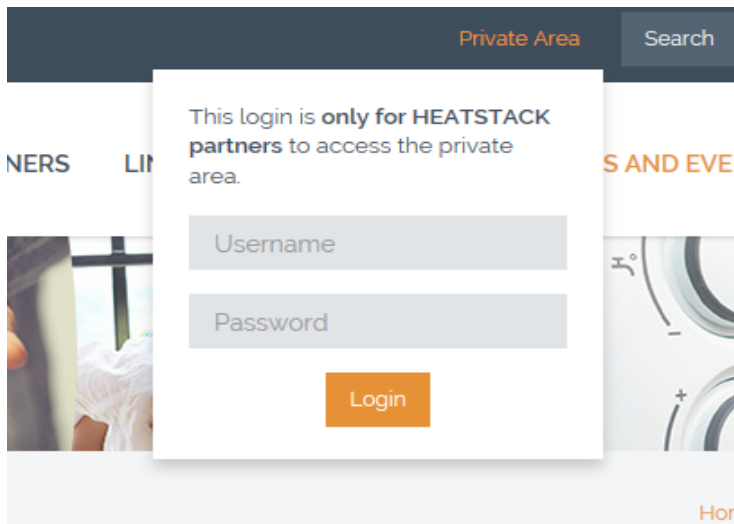 Private Area
Search
This login is only for HEATSTACK
partners to access the private
area.
NERS
LIN
S AND EVE
Username
Password
Login
Hor